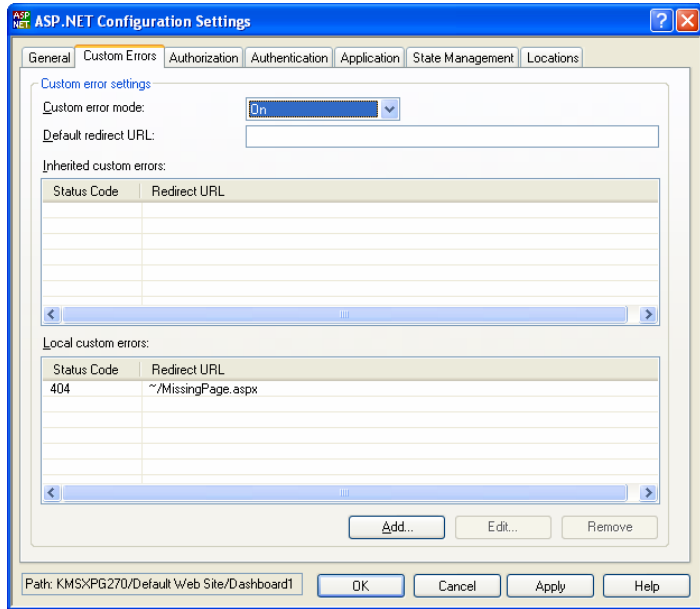 ASP.NET ASP.NET Configuration Settings
General Custom Errors Authorization Authentication Application State Management Locations
Custom error settings
Custom error mode: On
Default redirect URL:
Inherited custom errors:
Status Code Redirect URL
Local custom errors:
Status Code Redirect URL
404 ~/MissingPage.aspx
Add... Edit... Remove
Path: KMSXPG270/Default Web Site/Dashboard1 OK Cancel Apply Help